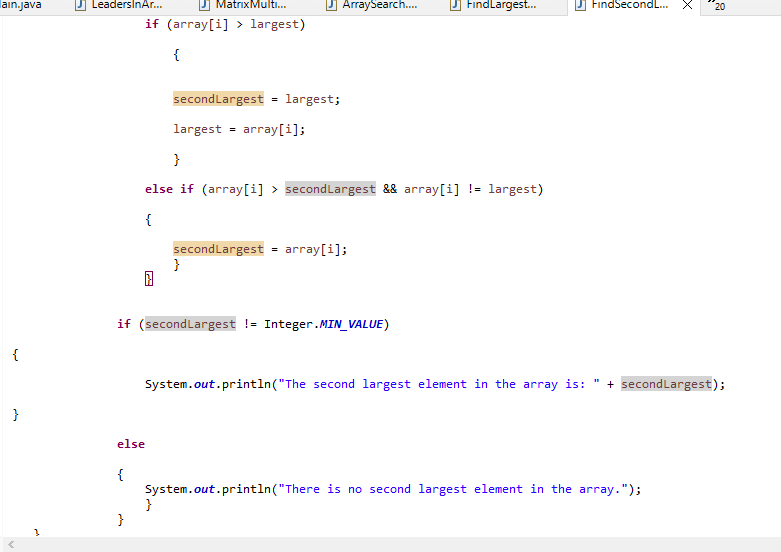 ain.java LeadersInAr... MatrixMulti... ArraySearch.... FindLargest... FindSecondL... 20
if (array[i] > largest)
{
secondLargest = largest;
largest = array[i];
}
else if (array[i] > secondLargest && array[i] != largest)
{
secondLargest = array[i];
}
}
if (secondLargest != Integer.MIN_VALUE)
{
System.out.println("The second largest element in the array is: " + secondLargest);
}
else
{
System.out.println("There is no second largest element in the array.");
}
}
}